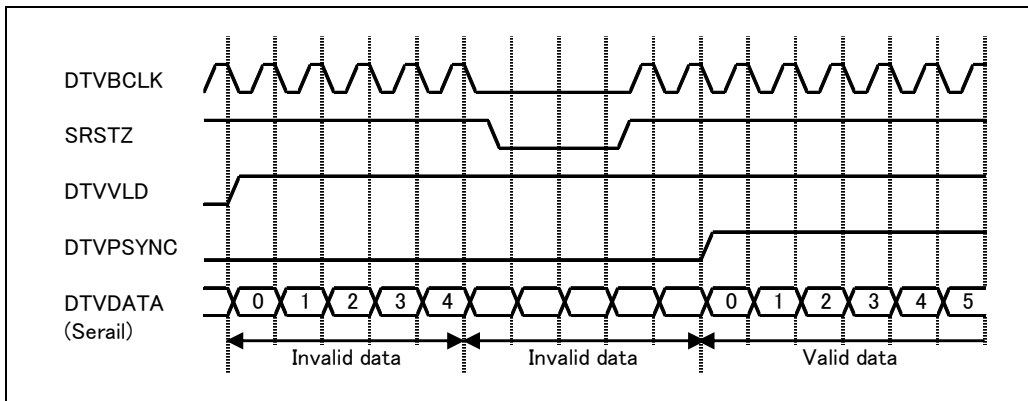 DTVBCLK
SRSTZ
DTVVLD
DTVPSYNC
DTVDATA 0 1 2 3 4 0 1 2 3 4 5
(Serail)
Invalid data Invalid data Valid data